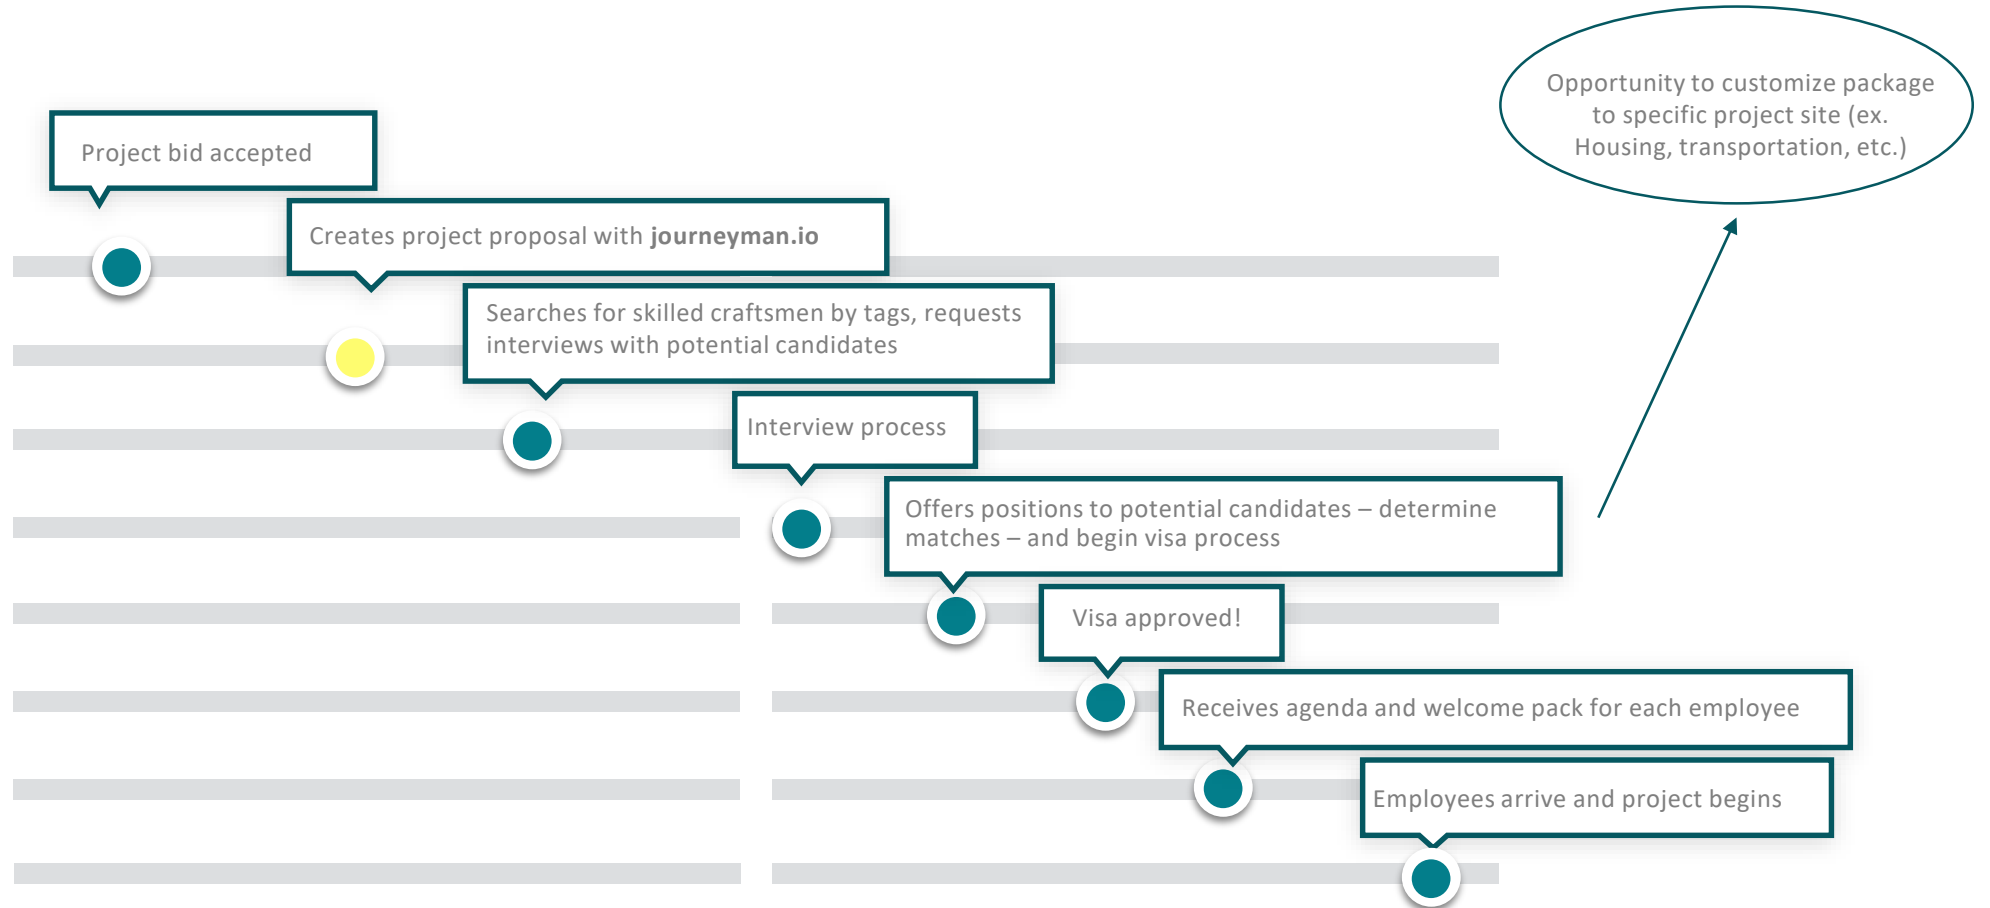 Opportunity to customize package
to specific project site (ex.
Housing, transportation, etc.)
Project bid accepted
Creates project proposal with journeyman.io
Searches for skilled craftsmen by tags, requests
interviews with potential candidates
Interview process
Offers positions to potential candidates – determine
matches – and begin visa process
Visa approved!
Receives agenda and welcome pack for each employee
Employees arrive and project begins